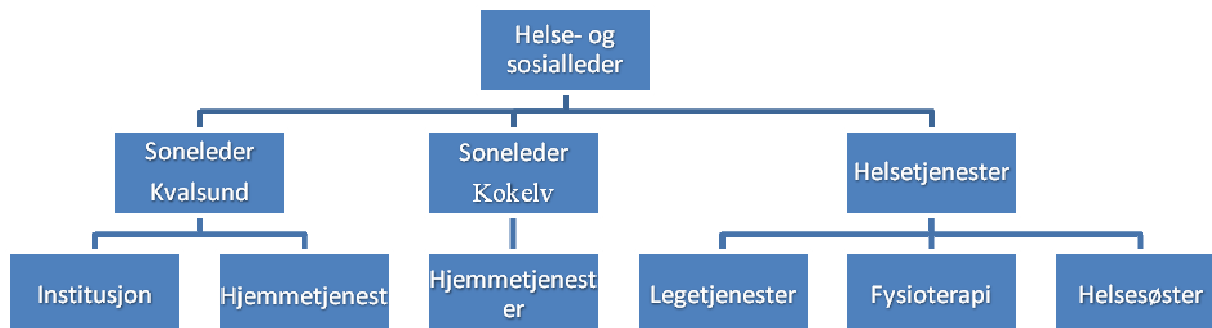 Helse- og
sosialleder
Soneleder
Kvalsund
Soneleder
Kokelv
Helsetjenester
Institusjon
Hjemmetjenest
Hjemmetjenest
er
Legetjenester
Fysioterapi
Helsesøster